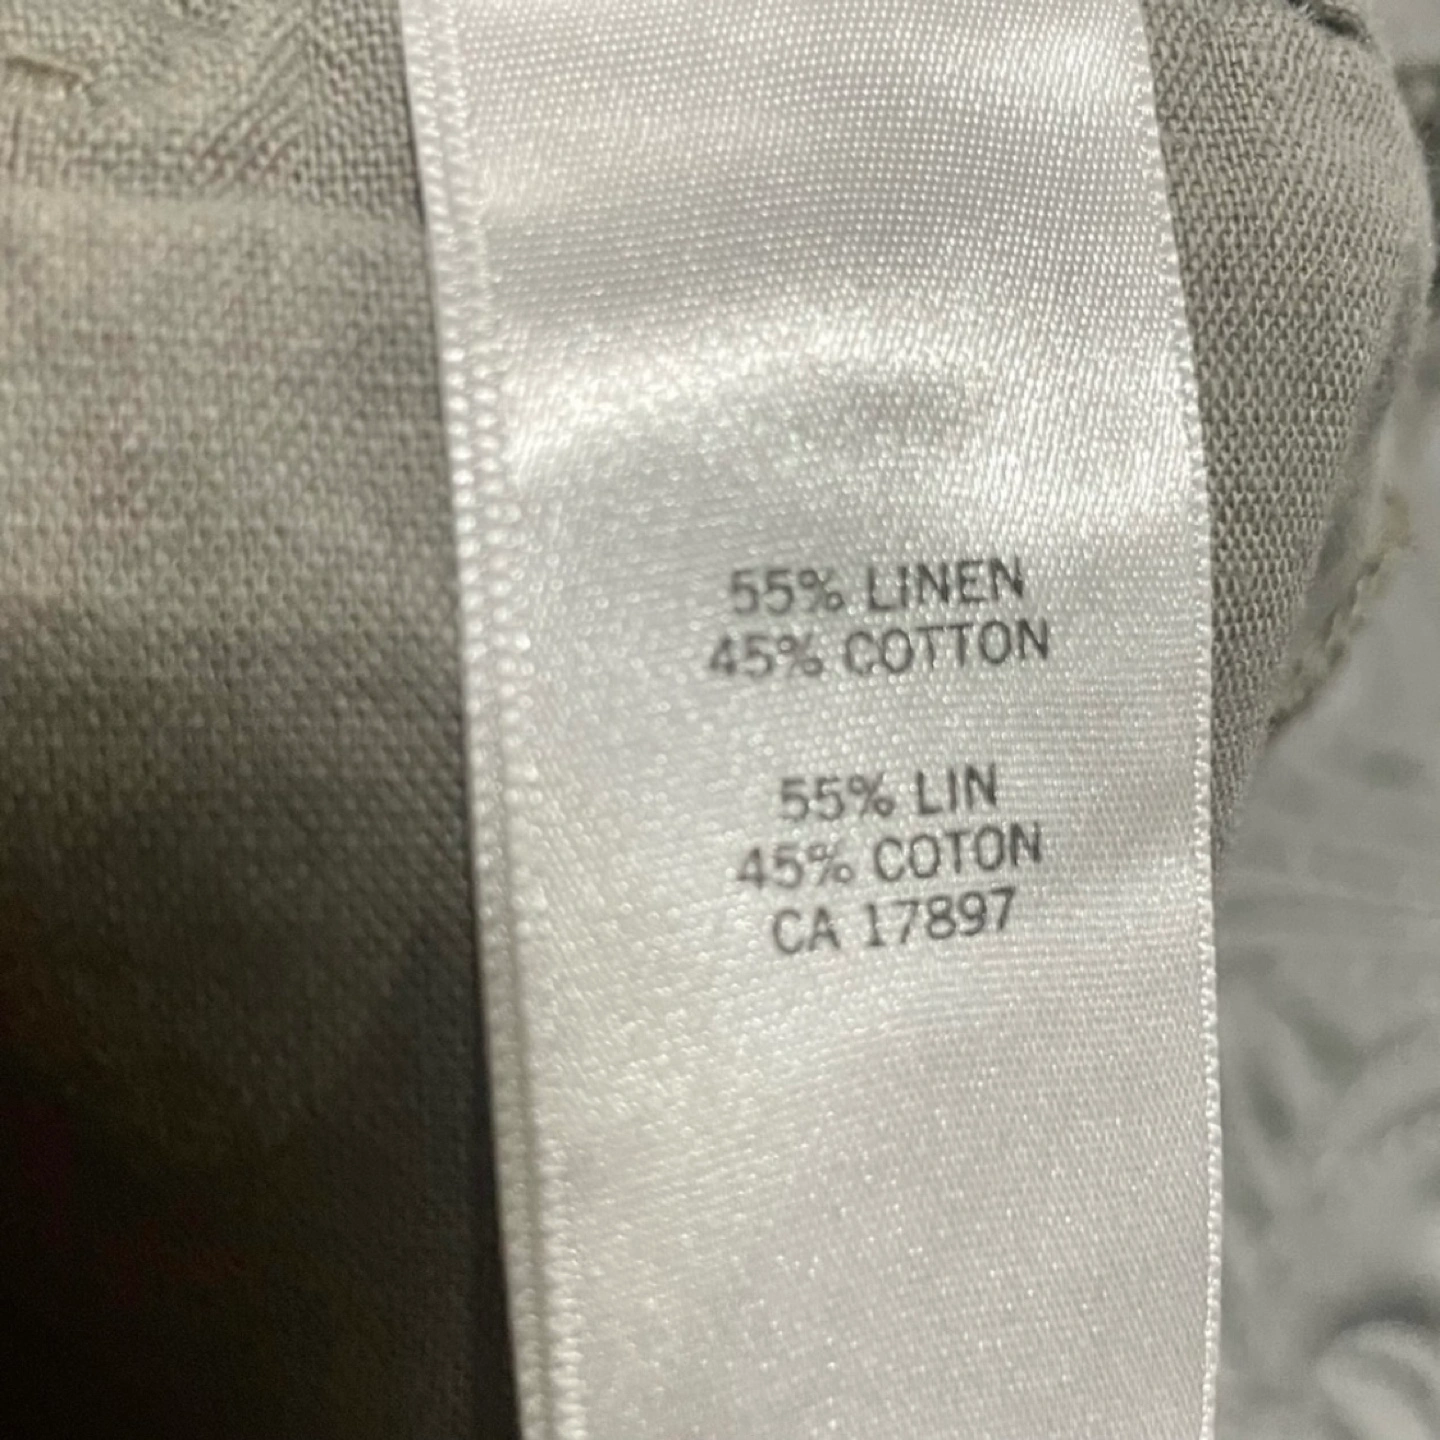 55% LINEN
45% COTTON
55% LIN
45% COTON
CA 17897